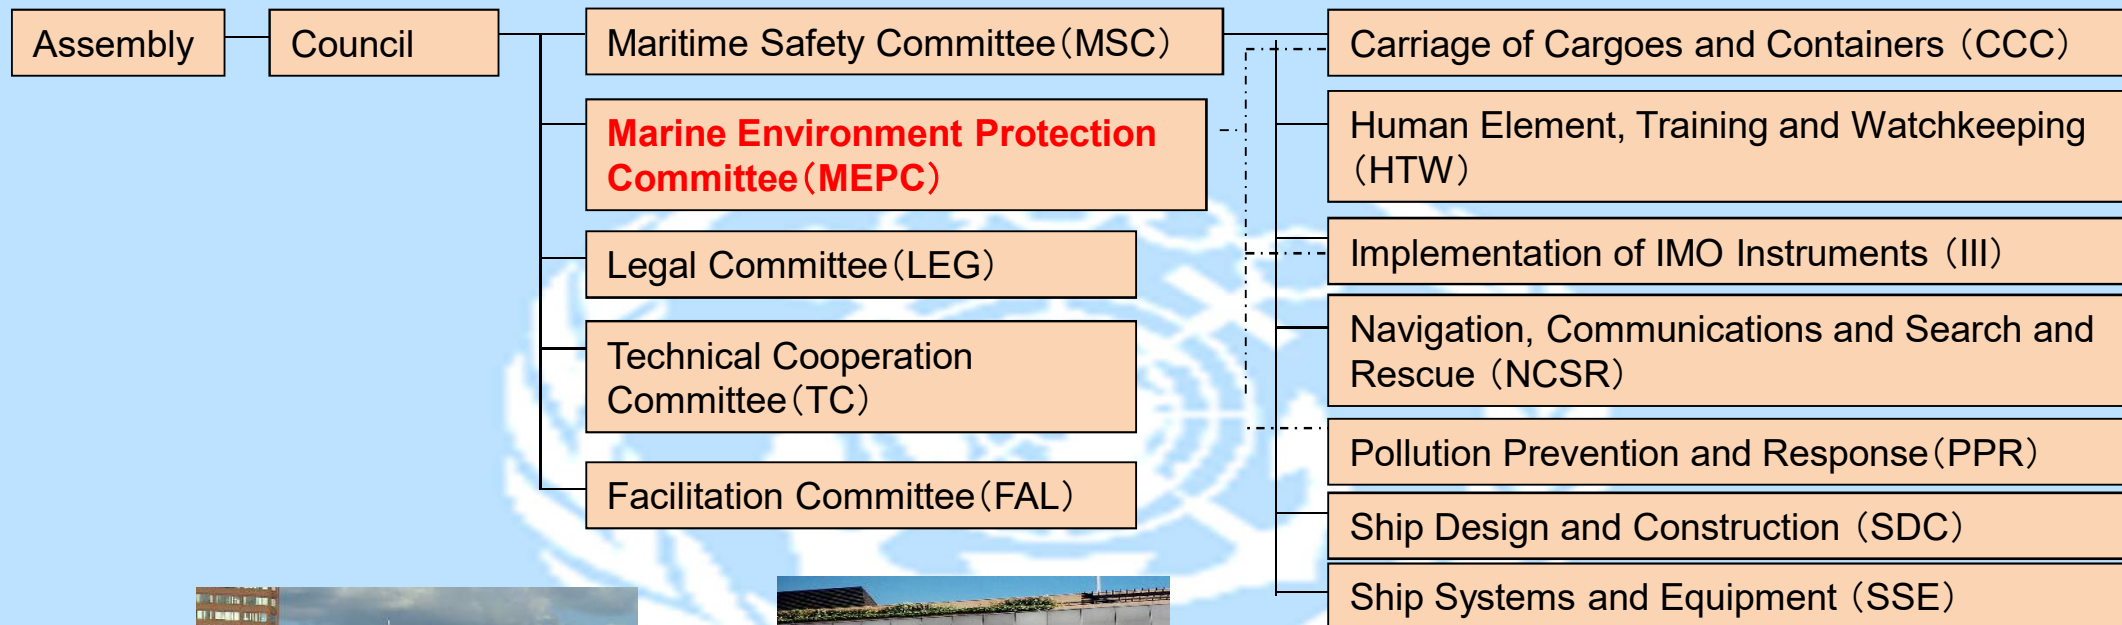 Assembly
Council
Maritime Safety Committee（MSC）
Marine Environment Protection
Committee（MEPC）
Legal Committee（LEG）
Technical Cooperation
Committee（TC）
Facilitation Committee（FAL）
Carriage of Cargoes and Containers （CCC）
Human Element, Training and Watchkeeping
（HTW）
Implementation of IMO Instruments （III）
Navigation, Communications and Search and
Rescue （NCSR）
Pollution Prevention and Response（PPR）
Ship Design and Construction （SDC）
Ship Systems and Equipment （SSE）